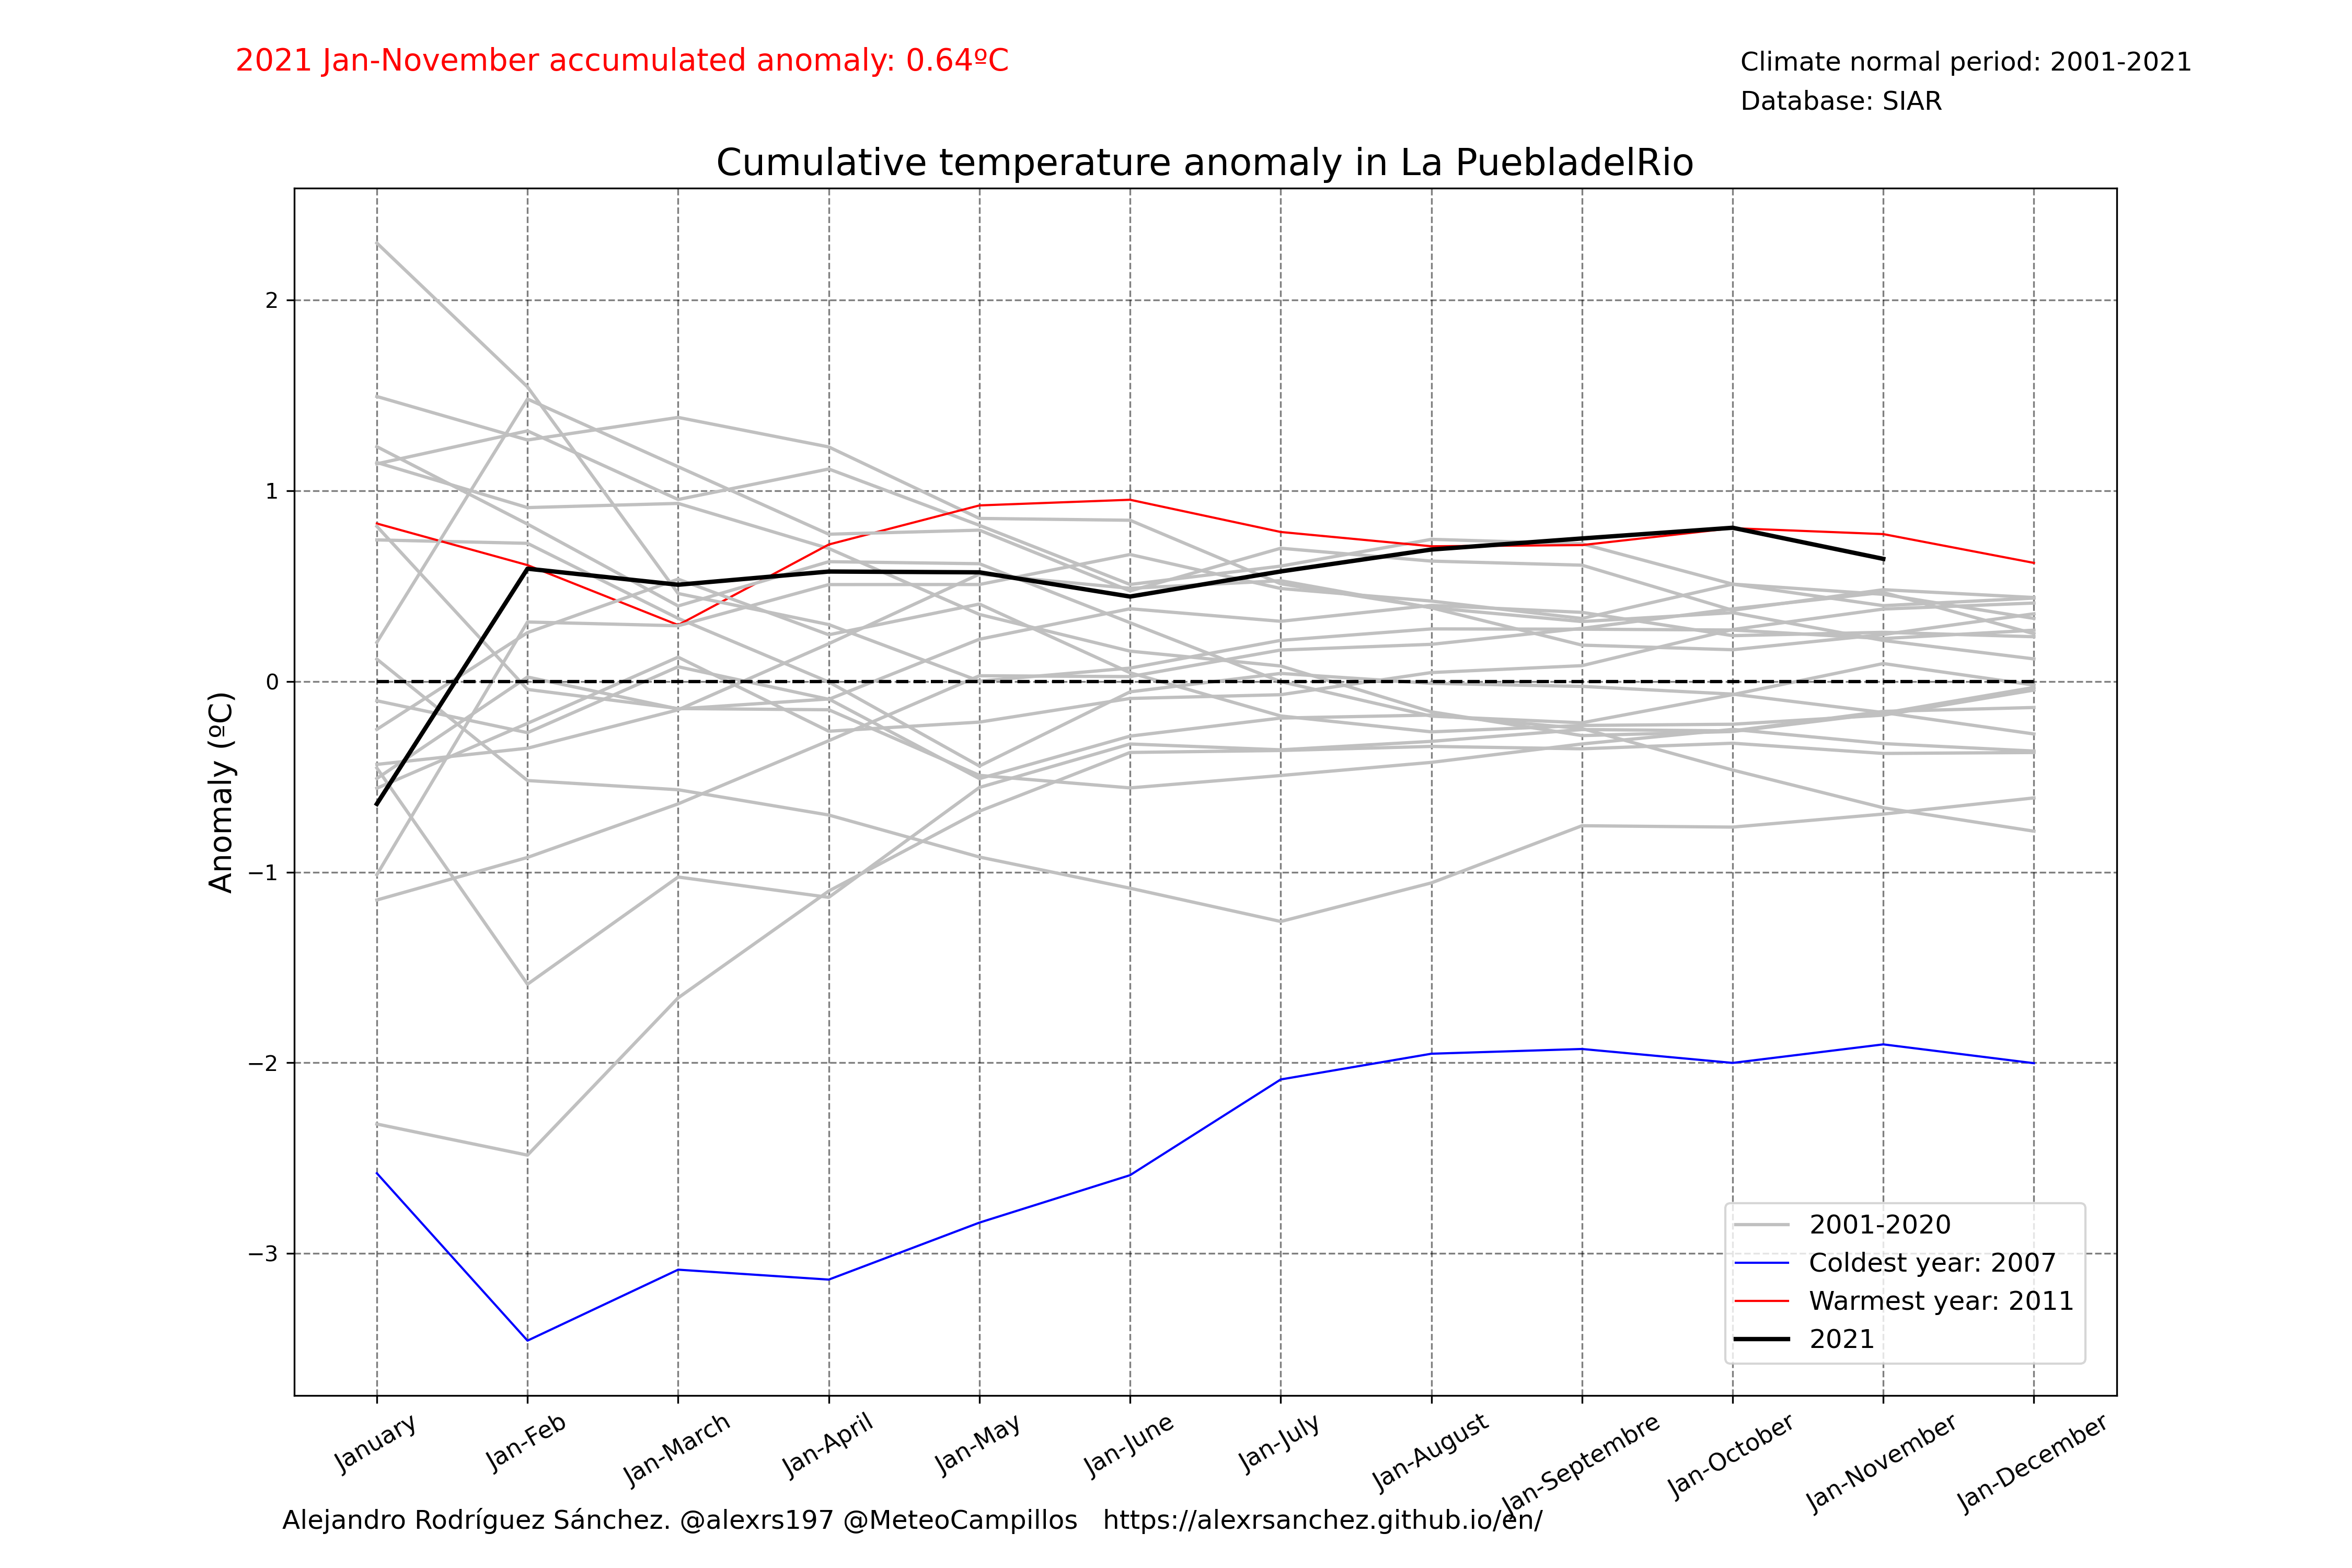 2021 Jan-November accumulated anomaly: 0.64ºC
Climate normal period: 2001-2021
Database: SIAR
Cumulative temperature anomaly in La PuebladelRio
Anomaly (ºC)
2
1
0
−1
−2
−3
2001-2020
Coldest year: 2007
Warmest year: 2011
2021
January
Jan-Feb
Jan-March
Jan-April
Jan-May
Jan-June
Jan-July
Jan-August
Jan-Septembre
Jan-October
Jan-November
Jan-December
Alejandro Rodríguez Sánchez. @alexrs197 @MeteoCampillos https://alexrsanchez.github.io/en/